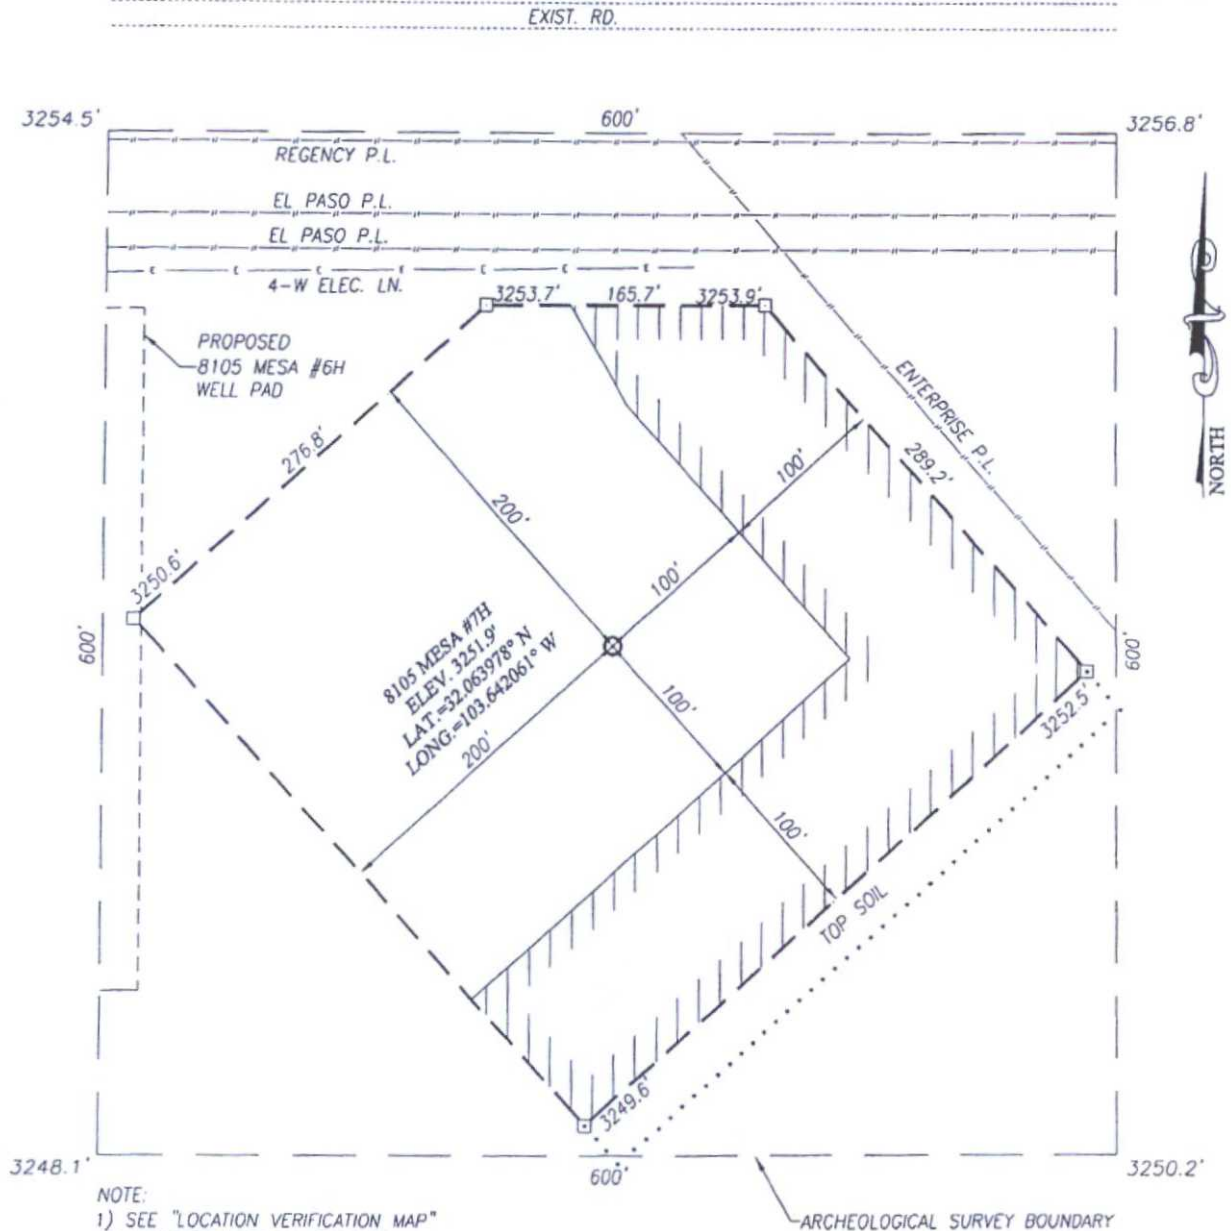 EXIST. RD.
3254.5'
600'
3256.8'
REGENCY P.L.
EL PASO P.L.
EL PASO P.L.
4-W ELEC. LN.
3253.7'
165.7'
3253.9'
PROPOSED
8105 MESA #6H
WELL PAD
ENTERPRISE P.L.
NORTH
276.8'
289.2'
200'
100'
100'
3250.6'
8105 MESA #7H
ELEV. 3251.9'
LAT.=32.063978° N
LONG.=103.642061° W
200'
100'
100'
600'
600'
3252.5'
TOP SOIL
3249.6'
3248.1'
600'
3250.2'
NOTE:
1) SEE "LOCATION VERIFICATION MAP"
ARCHEOLOGICAL SURVEY BOUNDARY